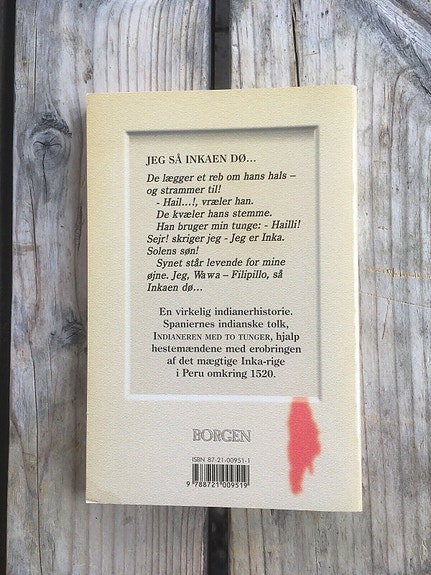 JEG SÅ INKAEN DØ...
De lægger et reb om hans hals –
og strammer til!
- Hail...!, vræler han.
De kvæler hans stemme.
Han bruger min tunge: - Hailli!
Sejr! skriger jeg - Jeg er Inka.
Solens søn!
Synet står levende for mine
øjne. Jeg, Wawa – Filipillo, så
Inkaen dø...
En virkelig indianerhistorie.
Spaniernes indianske tolk,
INDIANEREN MED TO TUNGER, hjalp
hestemændene med erobringen
af det mægtige Inka-rige
i Peru omkring 1520.
BORGEN
ISBN 87-21-00951-1
9 788721 009519